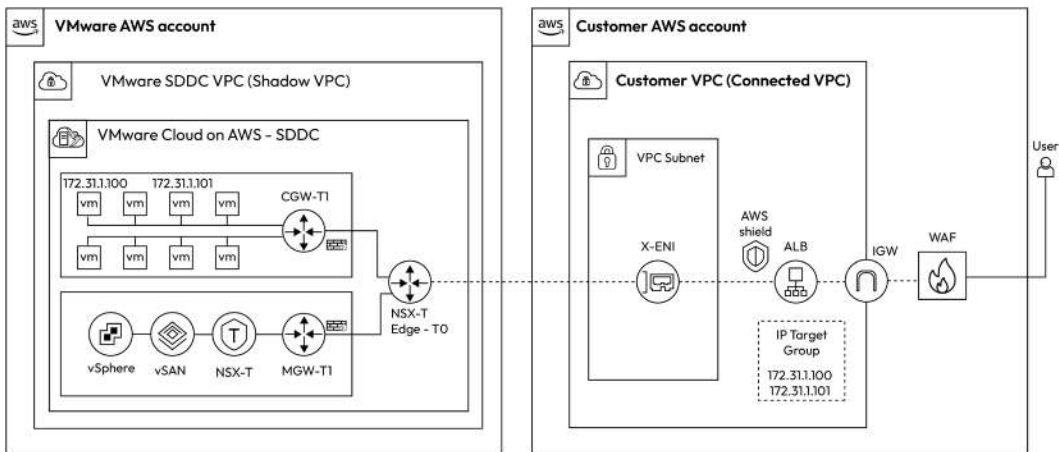 aws
VMware AWS account
VMware SDDC VPC (Shadow VPC)
VMware Cloud on AWS - SDDC
172.31.1.100
172.31.1.101
vm
vm
vm
vm
CGW-T1
vm
vm
vm
vm
NSX-T
Edge - T0
T
vSphere
vSAN
NSX-T
MGW-T1
aws
Customer AWS account
Customer VPC (Connected VPC)
VPC Subnet
X-ENI
AWS
shield
ALB
IGW
WAF
User
IP Target
Group
172.31.1.100
172.31.1.101